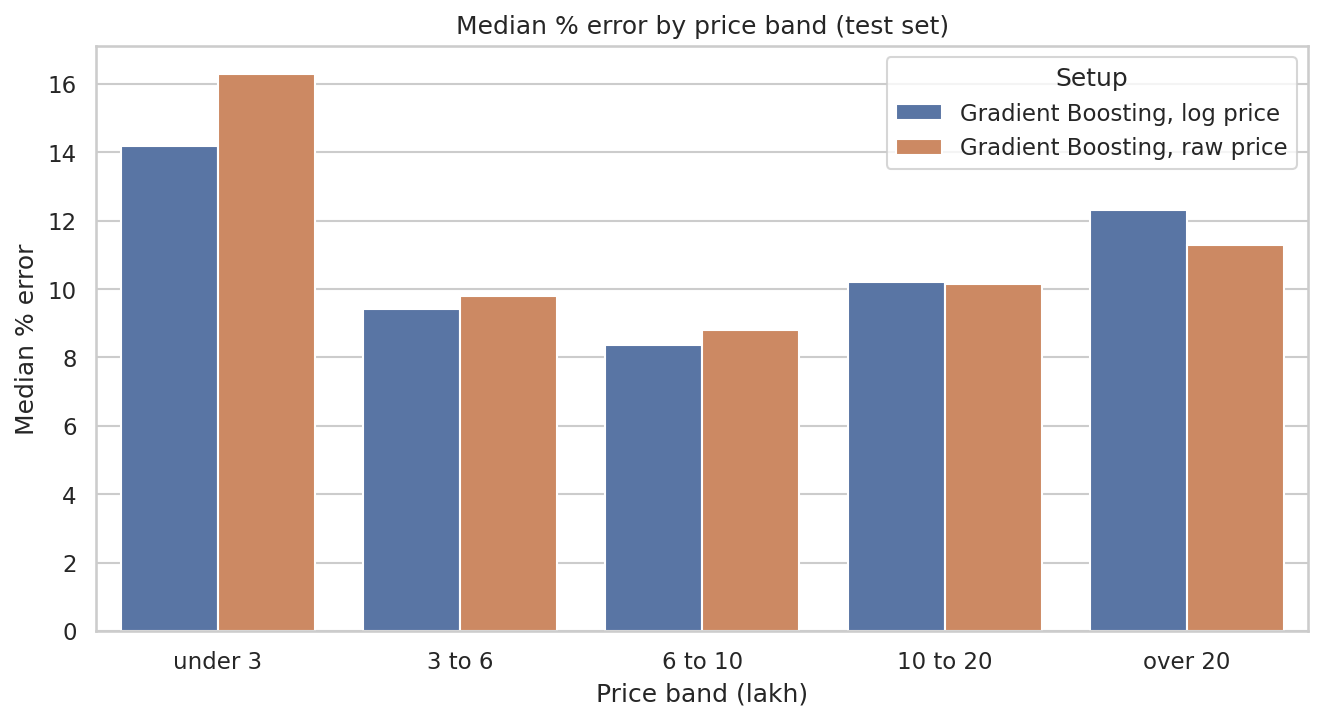 Median % error by price band (test set)
Setup
Gradient Boosting, log price
Gradient Boosting, raw price
Median % error
16
14
12
10
8
6
4
2
0
under 3
3 to 6
6 to 10
10 to 20
over 20
Price band (lakh)